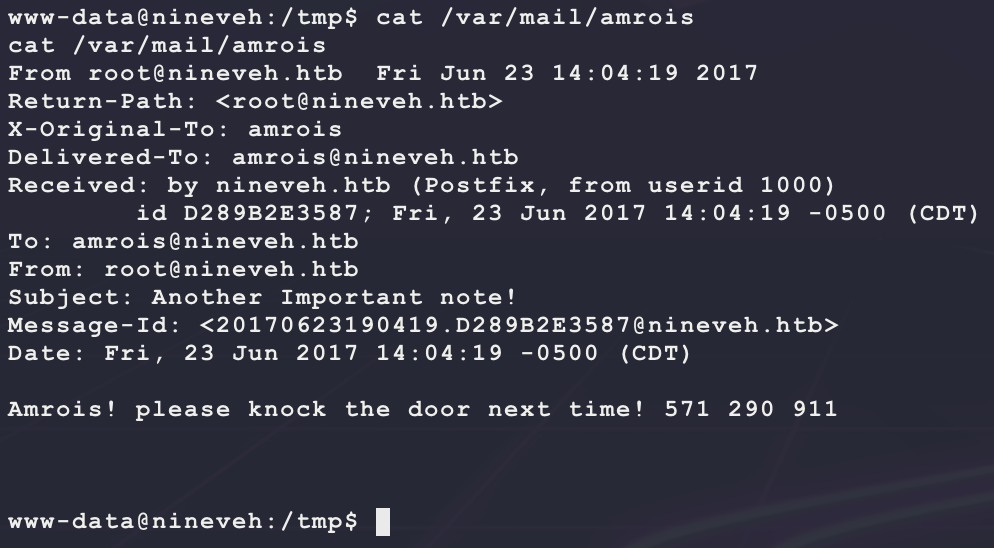 www-data@nineveh:/tmp$ cat /var/mail/amrois
cat /var/mail/amrois
From root@nineveh.htb  Fri Jun 23 14:04:19 2017
Return-Path: <root@nineveh.htb>
X-Original-To: amrois
Delivered-To: amrois@nineveh.htb
Received: by nineveh.htb (Postfix, from userid 1000)
        id D289B2E3587; Fri, 23 Jun 2017 14:04:19 -0500 (CDT)
To: amrois@nineveh.htb
From: root@nineveh.htb
Subject: Another Important note!
Message-Id: <20170623190419.D289B2E3587@nineveh.htb>
Date: Fri, 23 Jun 2017 14:04:19 -0500 (CDT)

Amrois! please knock the door next time! 571 290 911

www-data@nineveh:/tmp$